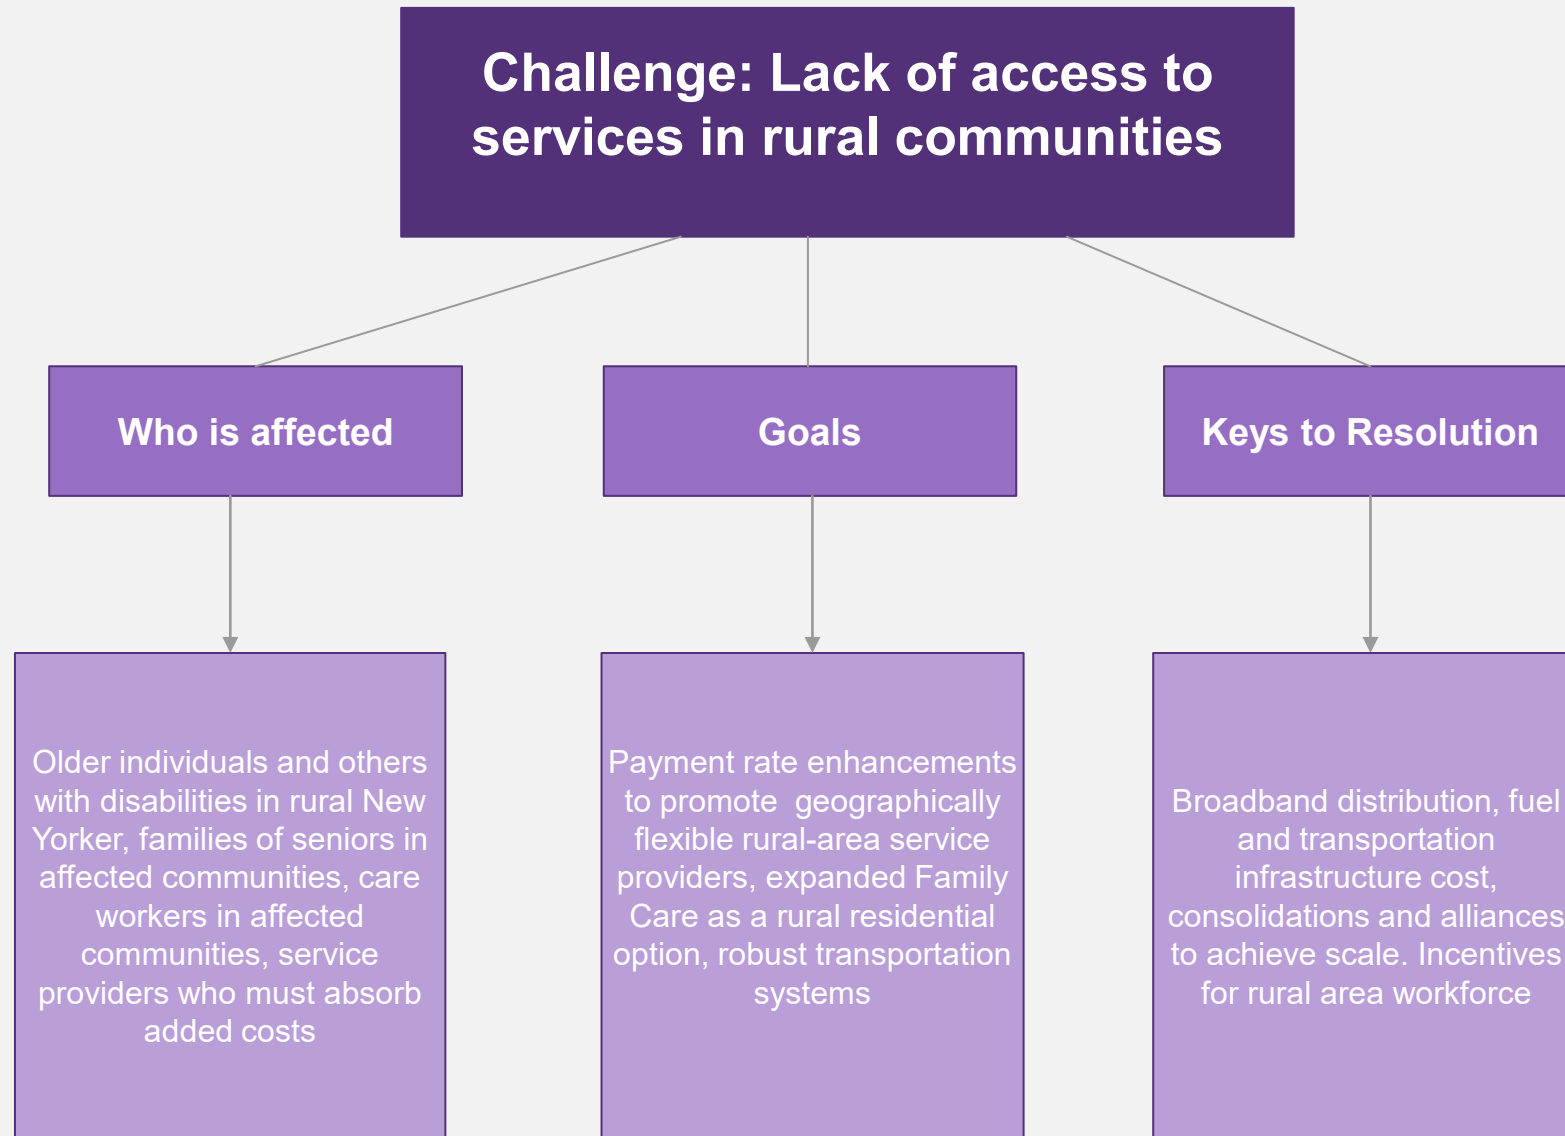 Challenge: Lack of access to
services in rural communities
Who is affected
Goals
Keys to Resolution
Older individuals and others
with disabilities in rural New
Yorker, families of seniors in
affected communities, care
workers in affected
communities, service
providers who must absorb
added costs
Payment rate enhancements
to promote  geographically
flexible rural-area service
providers, expanded Family
Care as a rural residential
option, robust transportation
systems
Broadband distribution, fuel
and transportation
infrastructure cost,
consolidations and alliances
to achieve scale. Incentives
for rural area workforce